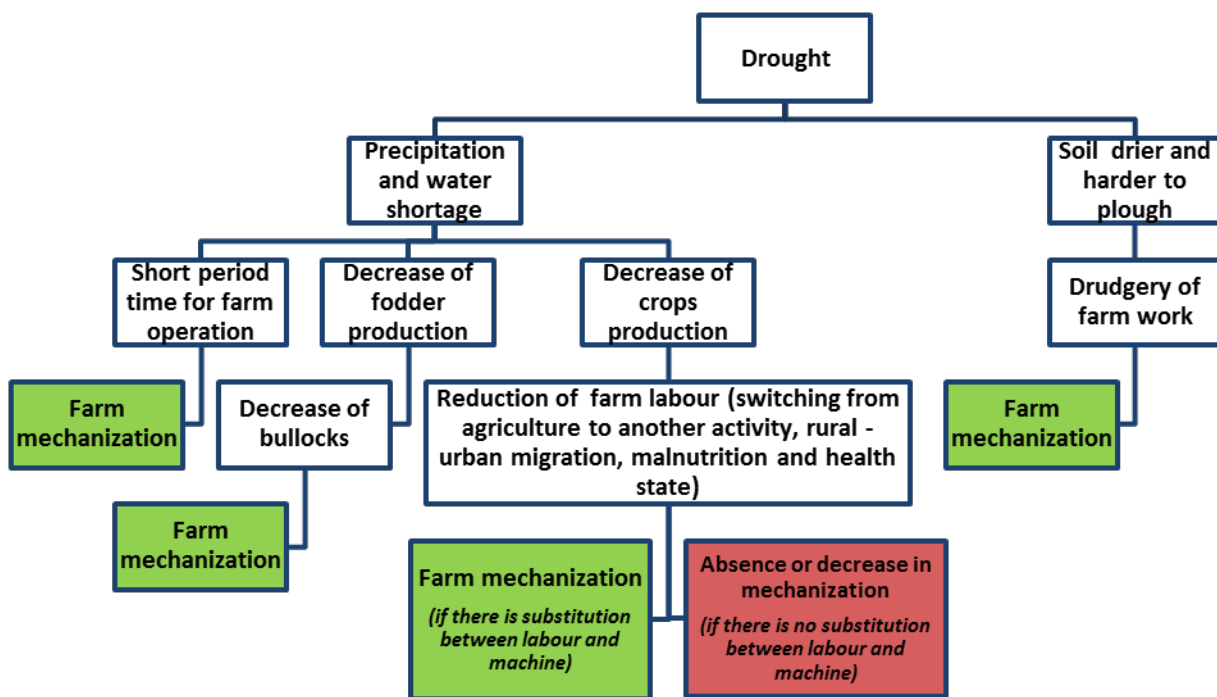 Drought
Precipitation
and water
shortage
Soil  drier and
harder to
plough
Short period
time for farm
operation
Decrease of
fodder
production
Decrease of
crops
production
Drudgery of
farm work
Farm
mechanization
Decrease of
bullocks
Reduction of  farm labour (switching from
agriculture to another activity, rural -
urban migration, malnutrition and health
state)
Farm
mechanization
Farm
mechanization
Farm mechanization
(if there is substitution
between labour and
machine)
Absence or decrease in
mechanization
(if there is no substitution
between labour and
machine)